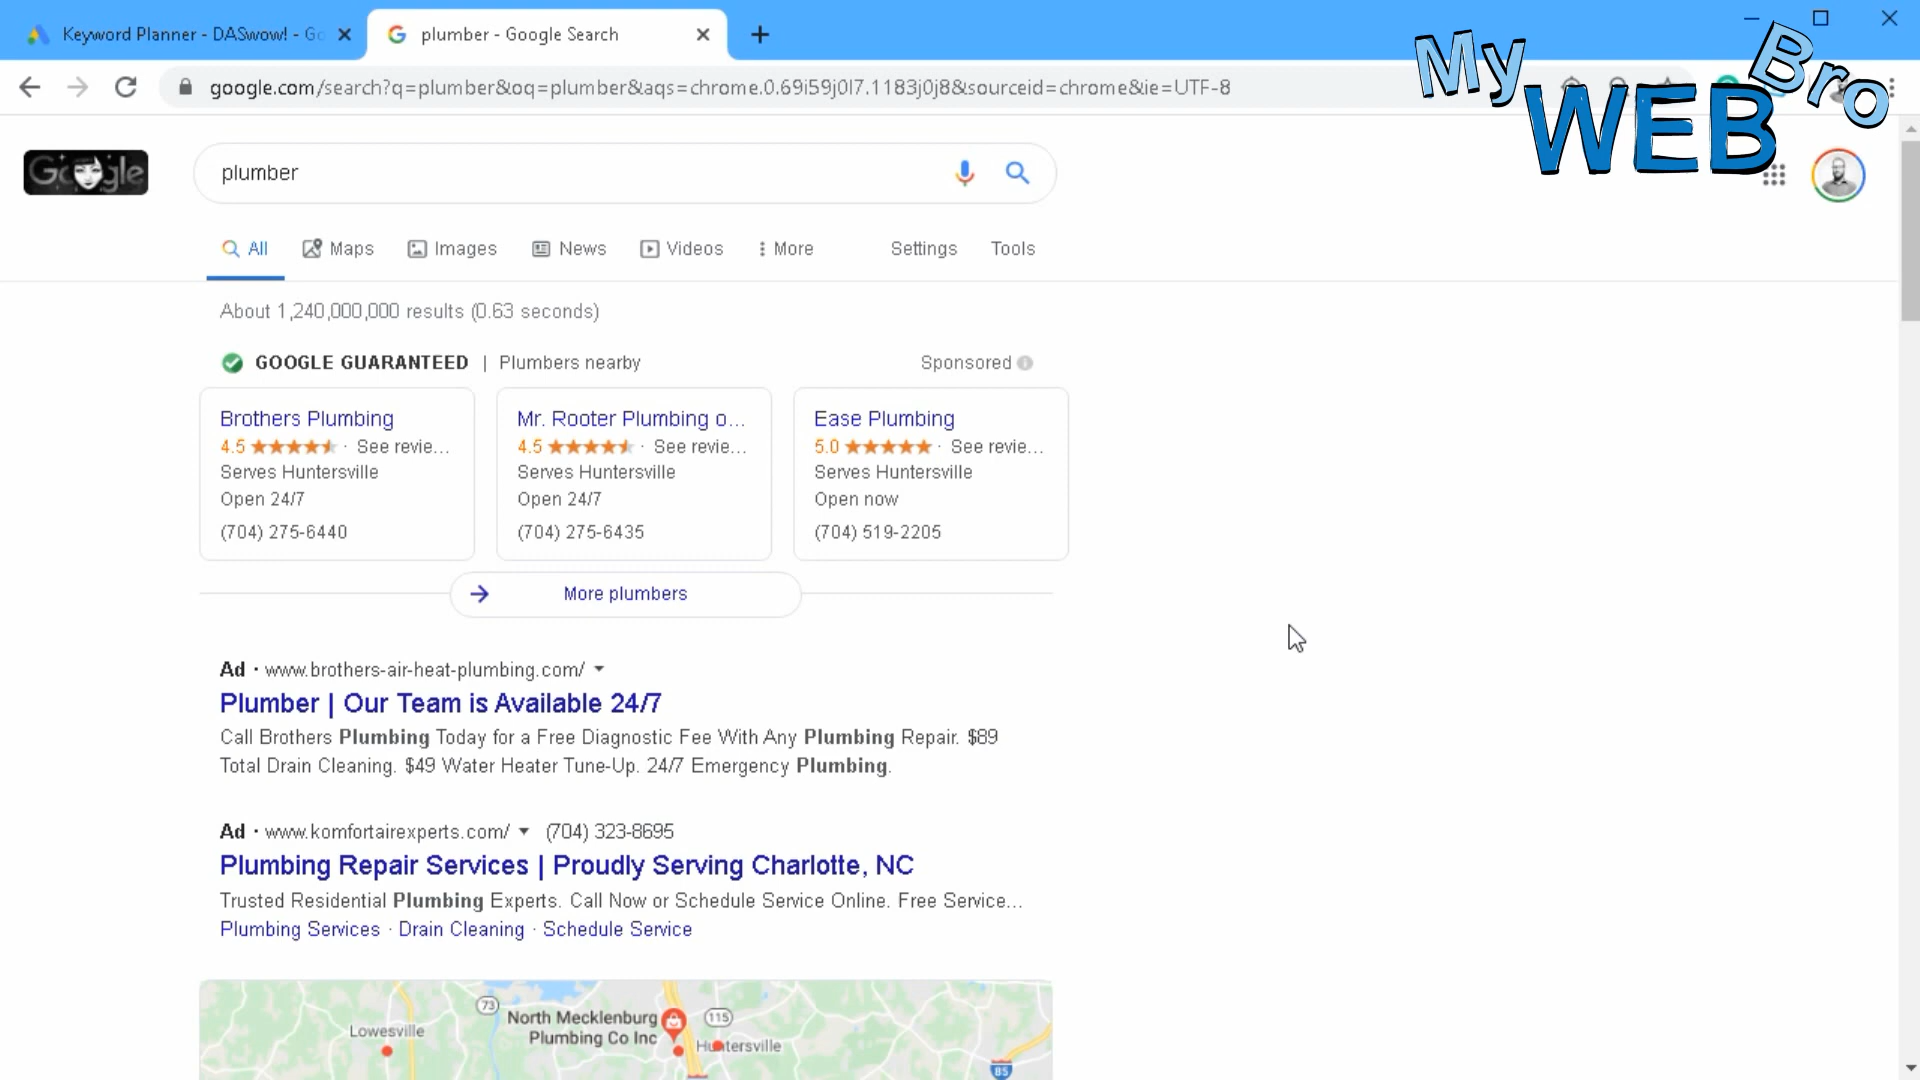 Keyword Planner - DASwow! - Go
plumber - Google Search
google.com/search?q=plumber&oq=plumber&aqs=chrome.0.69i59j0l7.1183j0j8&sourceid=chrome&ie=UTF-8
My WEB Bro
Google
plumber
All Maps Images News Videos More Settings Tools
About 1,240,000,000 results (0.63 seconds)
GOOGLE GUARANTEED | Plumbers nearby Sponsored
Brothers Plumbing
4.5 · See revie...
Serves Huntersville
Open 24/7
(704) 275-6440
Mr. Rooter Plumbing o...
4.5 · See revie...
Serves Huntersville
Open 24/7
(704) 275-6435
Ease Plumbing
5.0 · See revie...
Serves Huntersville
Open now
(704) 519-2205
More plumbers
Ad · www.brothers-air-heat-plumbing.com/
Plumber | Our Team is Available 24/7
Call Brothers Plumbing Today for a Free Diagnostic Fee With Any Plumbing Repair. $89
Total Drain Cleaning. $49 Water Heater Tune-Up. 24/7 Emergency Plumbing.
Ad · www.komfortairexperts.com/ (704) 323-8695
Plumbing Repair Services | Proudly Serving Charlotte, NC
Trusted Residential Plumbing Experts. Call Now or Schedule Service Online. Free Service...
Plumbing Services · Drain Cleaning · Schedule Service
73
North Mecklenburg
Plumbing Co Inc
115
Lowesville
Huntersville
85